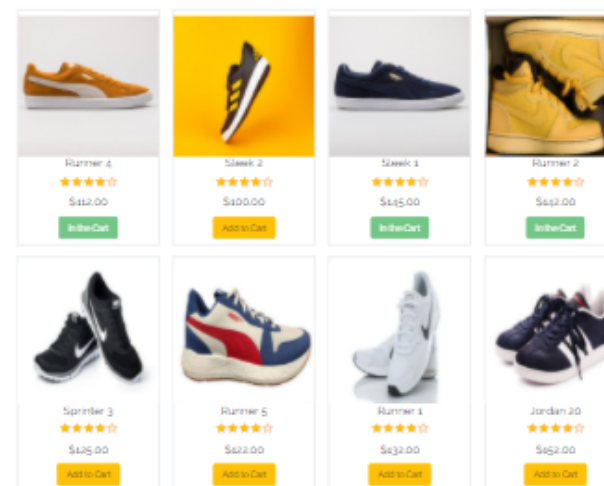 Runner 4
$112.00
In the Cart
Sleek 2
$100.00
Add to Cart
Sleek 1
$145.00
In the Cart
Runner 2
$142.00
In the Cart
Sprinter 3
$125.00
Add to Cart
Runner 5
$122.00
Add to Cart
Runner 1
$132.00
Add to Cart
Jordan 20
$152.00
Add to Cart